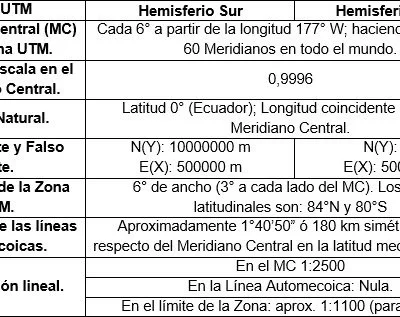 UTM
Hemisferio Sur
Hemisferi
entral (MC)
na UTM.
Cada 6° a partir de la longitud 177° W; haciend
60 Meridianos en todo el mundo.
scala en el
o Central.
0,9996
Natural.
Latitud 0° (Ecuador); Longitud coincidente
Meridiano Central.
te y Falso
te.
N(Y): 10000000 m
E(X): 500000 m
N(Y):
E(X): 500
de la Zona
M.
6° de ancho (3° a cada lado del MC). Los
latitudinales son: 84°N y 80°S
e las líneas
ecoicas.
Aproximadamente 1°40'50" ó 180 km simét
respecto del Meridiano Central en la latitud med
ón lineal.
En el MC 1:2500
En la Línea Automecoica: Nula.
En el límite de la Zona: aprox. 1:1100 (para